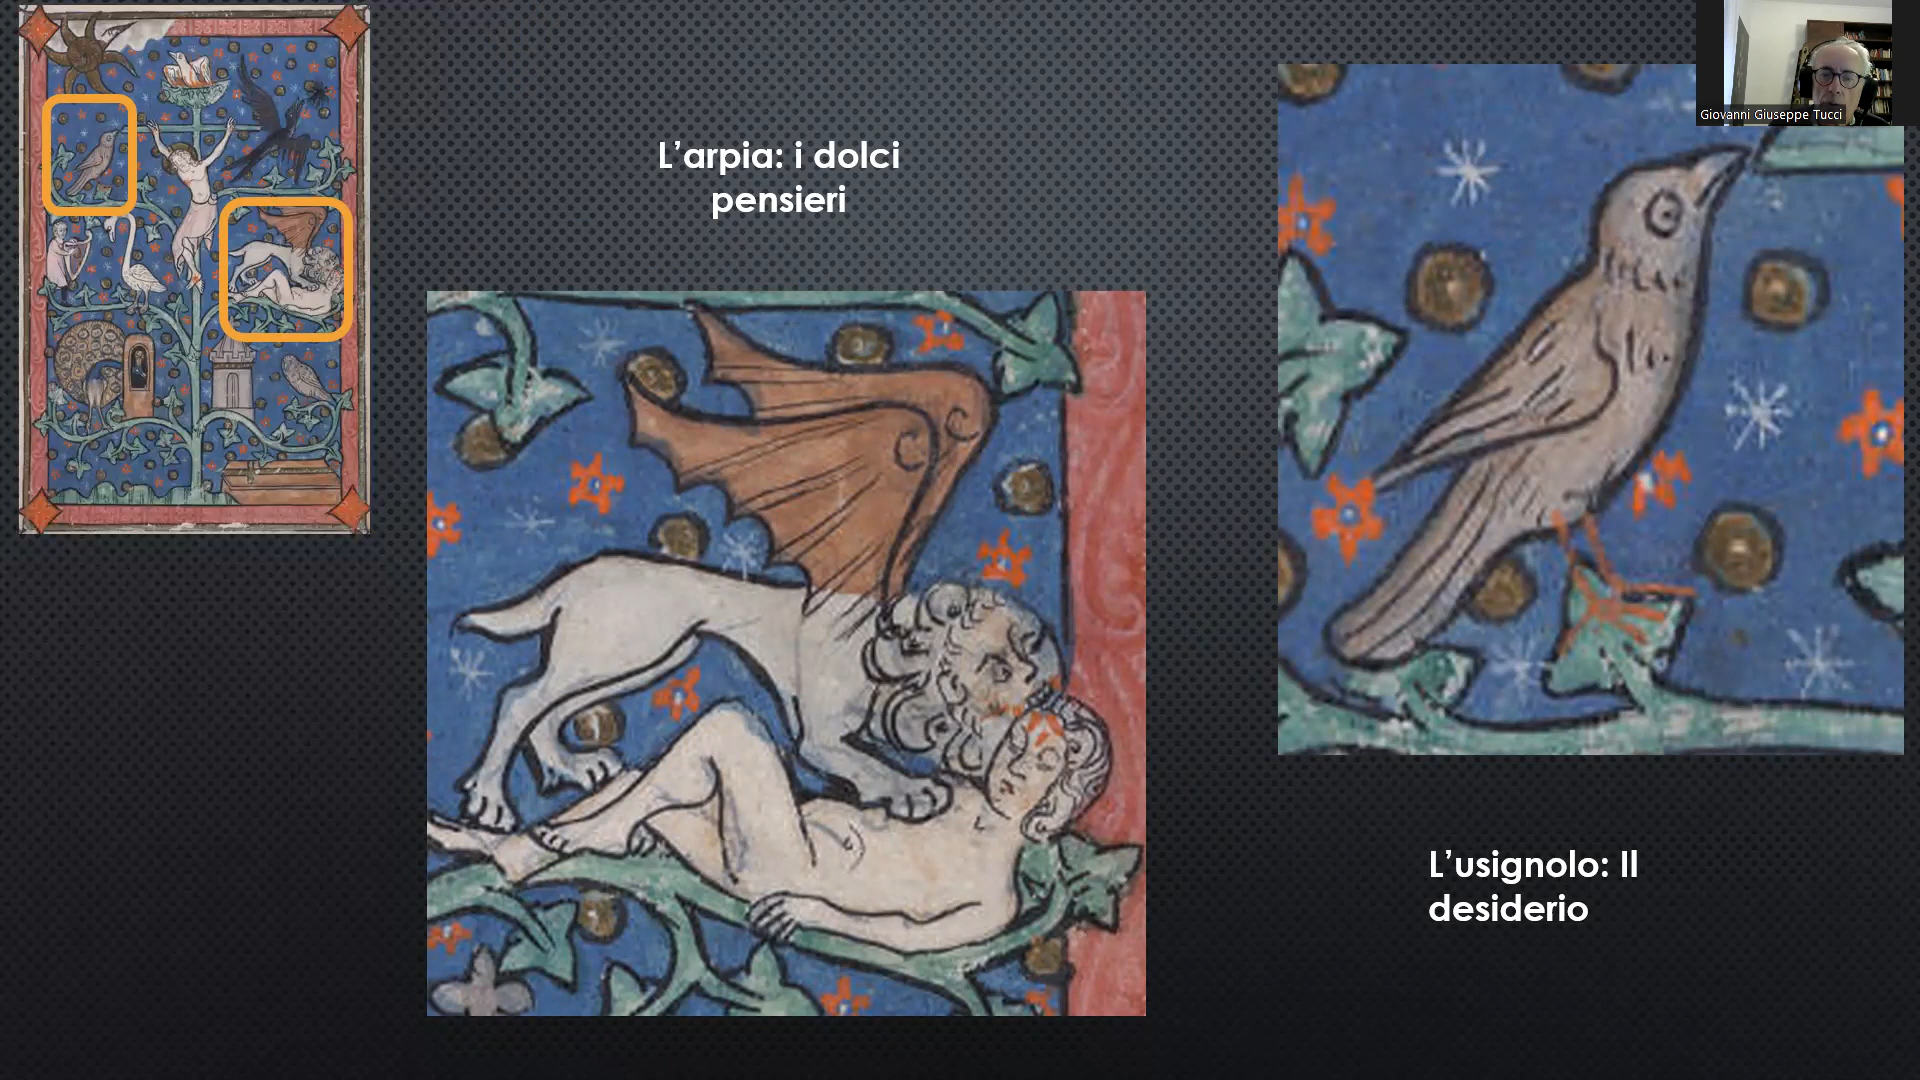 Giovanni Giuseppe Tucci
L’arpia: i dolci
pensieri
L’usignolo: Il
desiderio